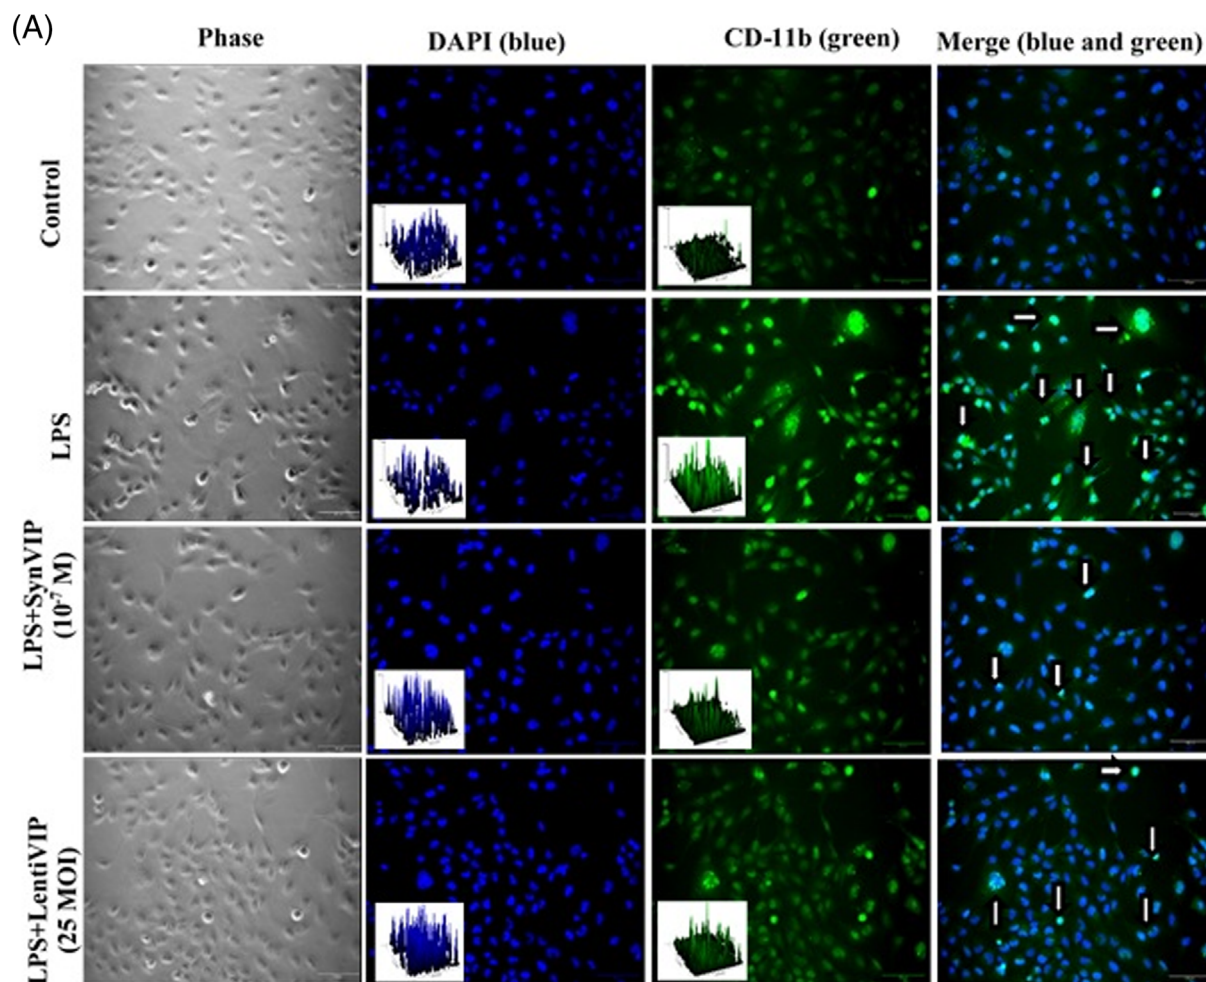 (A)
Phase DAPI (blue) CD-11b (green) Merge (blue and green)
Control
LPS
LPS+SynVIP
(10⁻⁷ M)
LPS+LentiVIP
(25 MOI)